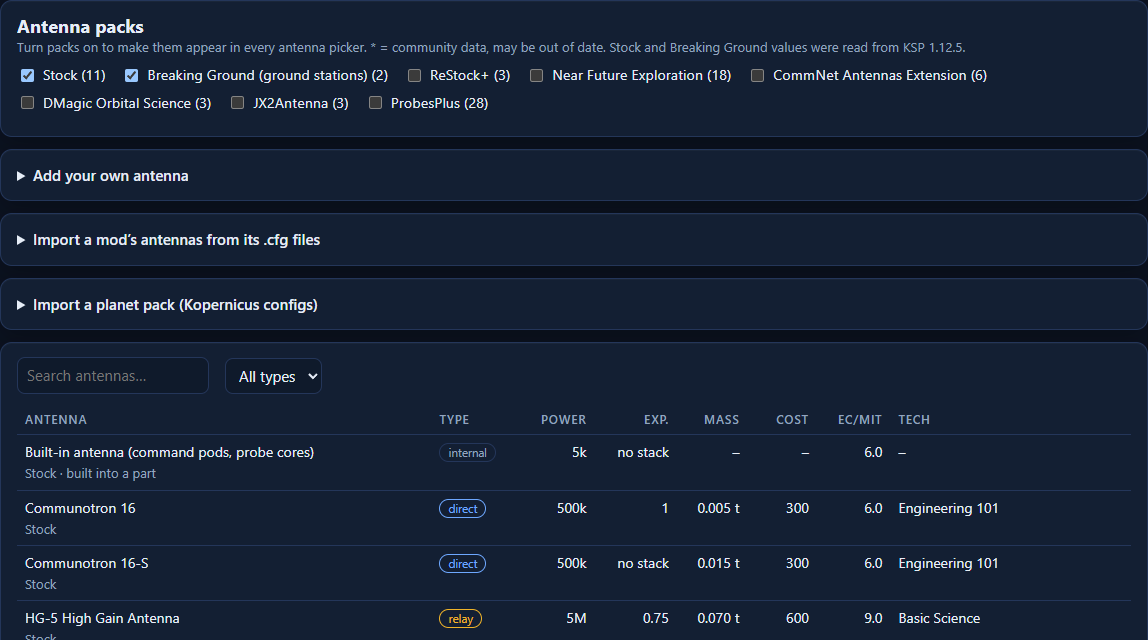 Antenna packs
Turn packs on to make them appear in every antenna picker. * = community data, may be out of date. Stock and Breaking Ground values were read from KSP 1.12.5.
Stock (11) Breaking Ground (ground stations) (2) ReStock+ (3) Near Future Exploration (18) CommNet Antennas Extension (6)
DMagic Orbital Science (3) JX2Antenna (3) ProbesPlus (28)
Add your own antenna
Import a mod's antennas from its .cfg files
Import a planet pack (Kopernicus configs)
Search antennas... All types
ANTENNA TYPE POWER EXP. MASS COST EC/MIT TECH
Built-in antenna (command pods, probe cores) internal 5k no stack – – 6.0 –
Stock · built into a part
Communotron 16 direct 500k 1 0.005 t 300 6.0 Engineering 101
Stock
Communotron 16-S direct 500k no stack 0.015 t 300 6.0 Engineering 101
Stock
HG-5 High Gain Antenna relay 5M 0.75 0.070 t 600 9.0 Basic Science
Stock